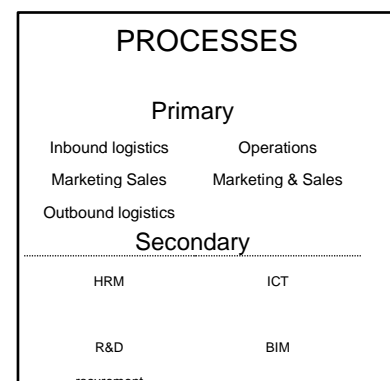 PROCESSES
Primary
Inbound logistics Operations
Marketing Sales Marketing & Sales
Outbound logistics
Secondary
HRM ICT
R&D BIM